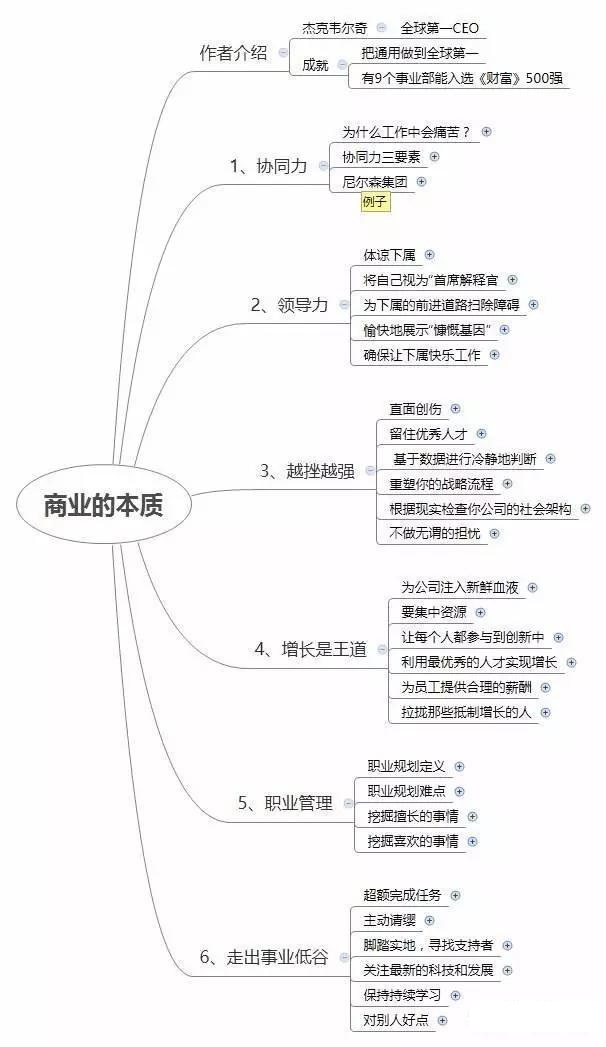 作者介绍
杰克韦尔奇
全球第一CEO
成就
把通用做到全球第一
有9个事业部能入选《财富》500强
1、协同力
为什么工作中会痛苦？
协同力三要素
尼尔森集团
例子
2、领导力
体谅下属
将自己视为“首席解释官
为下属的前进道路扫除障碍
愉快地展示“慷慨基因”
确保让下属快乐工作
商业的本质
3、越挫越强
直面创伤
留住优秀人才
基于数据进行冷静地判断
重塑你的战略流程
根据现实检查你公司的社会架构
不做无谓的担忧
4、增长是王道
为公司注入新鲜血液
要集中资源
让每个人都参与到创新中
利用最优秀的人才实现增长
为员工提供合理的薪酬
拉拢那些抵制增长的人
5、职业管理
职业规划定义
职业规划难点
挖掘擅长的事情
挖掘喜欢的事情
6、走出事业低谷
超额完成任务
主动请缨
脚踏实地，寻找支持者
关注最新的科技和发展
保持持续学习
对别人好点